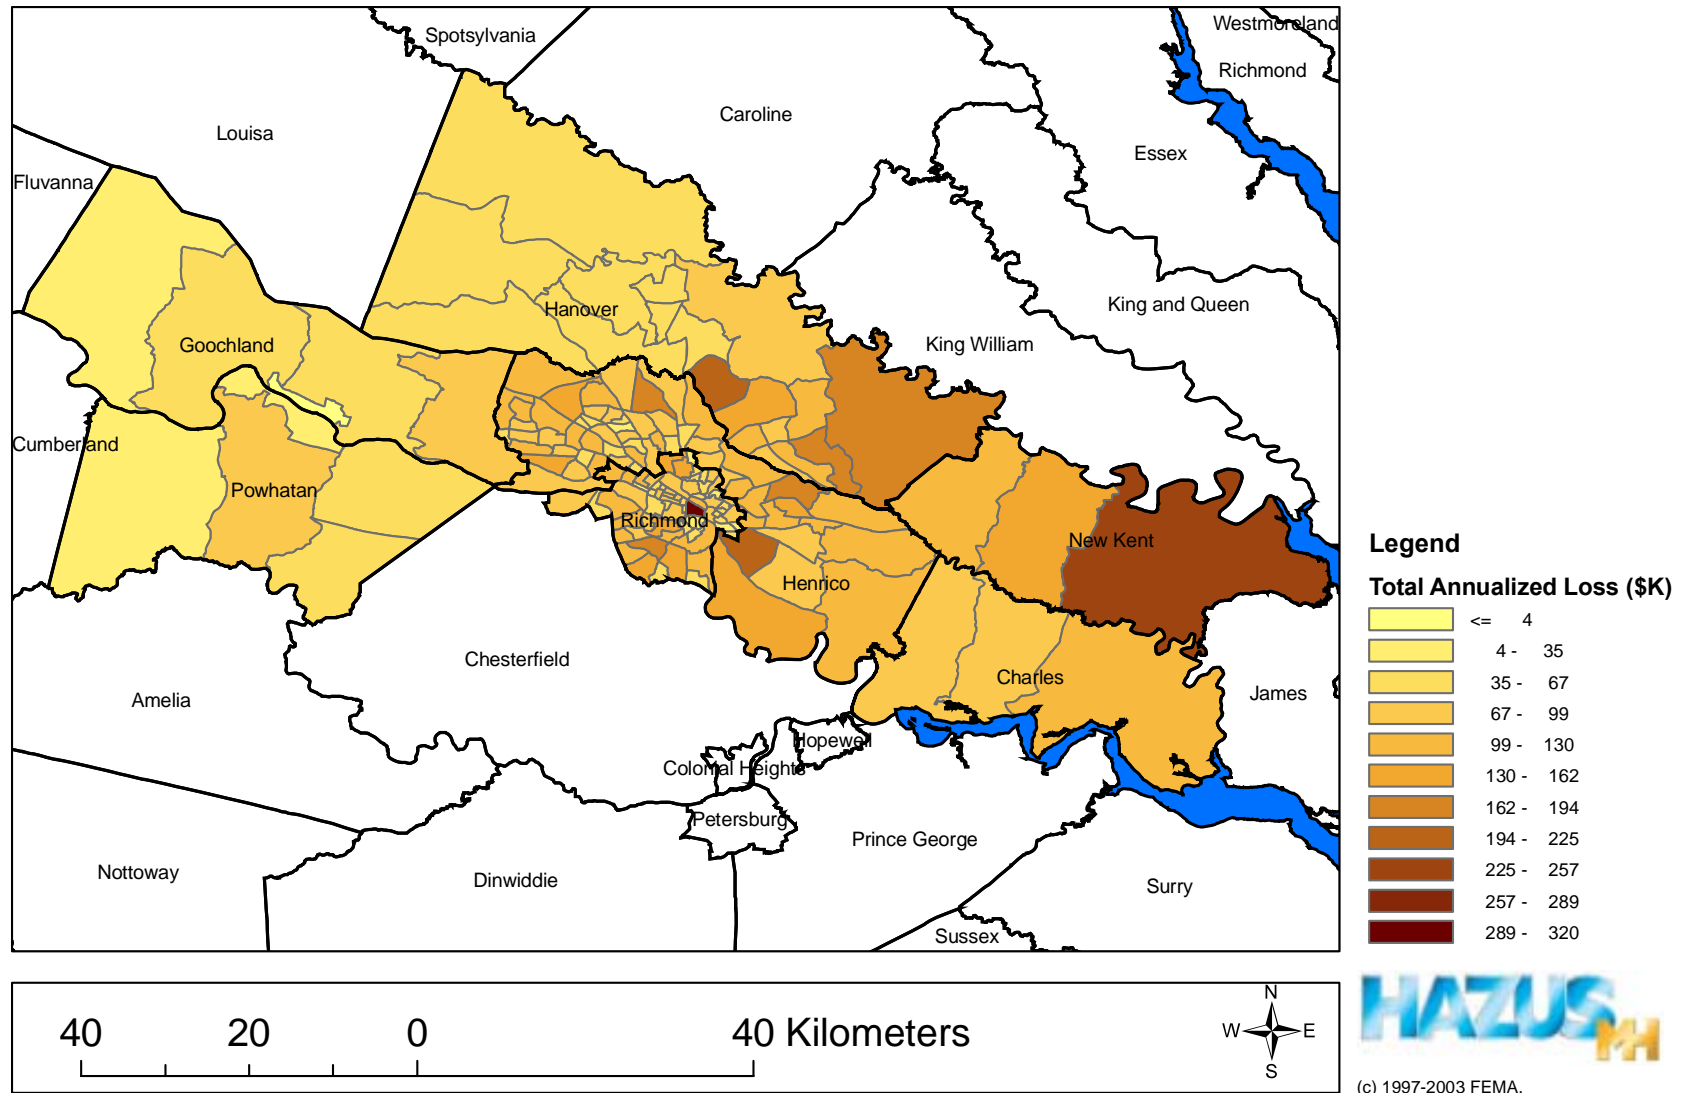 Westmoreland
Spotsylvania
Richmond
Caroline
Louisa
Essex
Fluvanna
King and Queen
Hanover
King William
Goochland
Cumberland
Powhatan
Richmond
New Kent
Henrico
Chesterfield
Charles
James
Amelia
Hopewell
Colonial Heights
Petersburg
Prince George
Nottoway
Dinwiddie
Surry
Sussex
Legend
Total Annualized Loss ($K)
<= 4
4 - 35
35 - 67
67 - 99
99 - 130
130 - 162
162 - 194
194 - 225
225 - 257
257 - 289
289 - 320
40 20 0 40 Kilometers
N
W E
S
HAZUS
MH
(c) 1997-2003 FEMA.